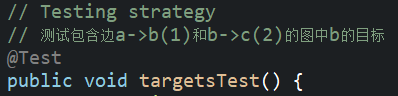 // Testing strategy
// 测试包含边a->b(1)和b->c(2)的图中b的目标
@Test
public void targetsTest() {